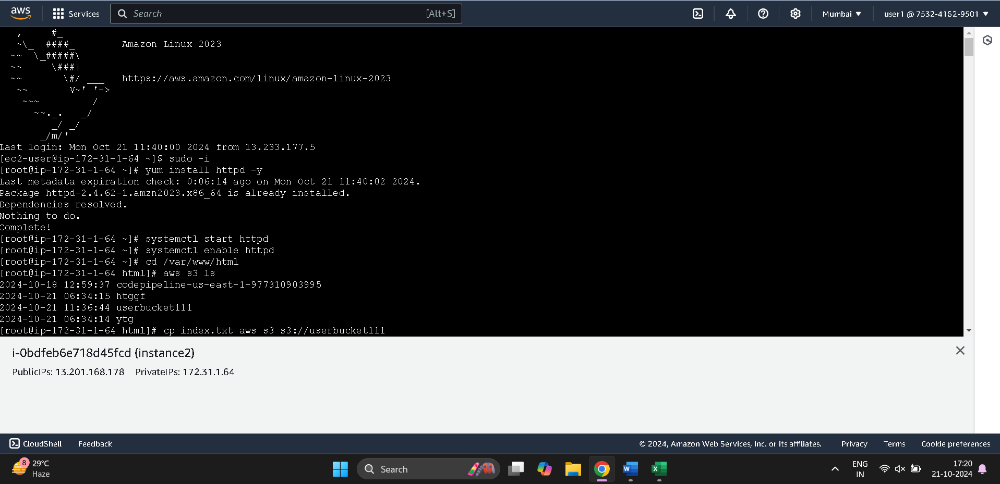 aws
Services
Search
[Alt+S]
Mumbai ▼
user1 @ 7532-4162-9501 ▼
   ,     #_
   ~\_  ####_        Amazon Linux 2023
  ~~  \_#####\
  ~~     \###|
  ~~       \#/ ___   https://aws.amazon.com/linux/amazon-linux-2023
   ~~       V~' '->
    ~~~         /
      ~~._.   _/
         _/ _/
       _/m/'
Last login: Mon Oct 21 11:40:00 2024 from 13.233.177.5
[ec2-user@ip-172-31-1-64 ~]$ sudo -i
[root@ip-172-31-1-64 ~]# yum install httpd -y
Last metadata expiration check: 0:06:14 ago on Mon Oct 21 11:40:02 2024.
Package httpd-2.4.62-1.amzn2023.x86_64 is already installed.
Dependencies resolved.
Nothing to do.
Complete!
[root@ip-172-31-1-64 ~]# systemctl start httpd
[root@ip-172-31-1-64 ~]# systemctl enable httpd
[root@ip-172-31-1-64 ~]# cd /var/www/html
[root@ip-172-31-1-64 html]# aws s3 ls
2024-10-18 12:59:37 codepipeline-us-east-1-977310903995
2024-10-21 06:34:15 htggf
2024-10-21 11:36:44 userbucket111
2024-10-21 06:34:14 ytg
[root@ip-172-31-1-64 html]# cp index.txt aws s3 s3://userbucket111
i-0bdfeb6e718d45fcd (instance2)
PublicIPs: 13.201.168.178 PrivateIPs: 172.31.1.64
CloudShell
Feedback
© 2024, Amazon Web Services, Inc. or its affiliates.
Privacy
Terms
Cookie preferences
8
29°C
Haze
Search
W
X
ENG
IN
17:20
21-10-2024